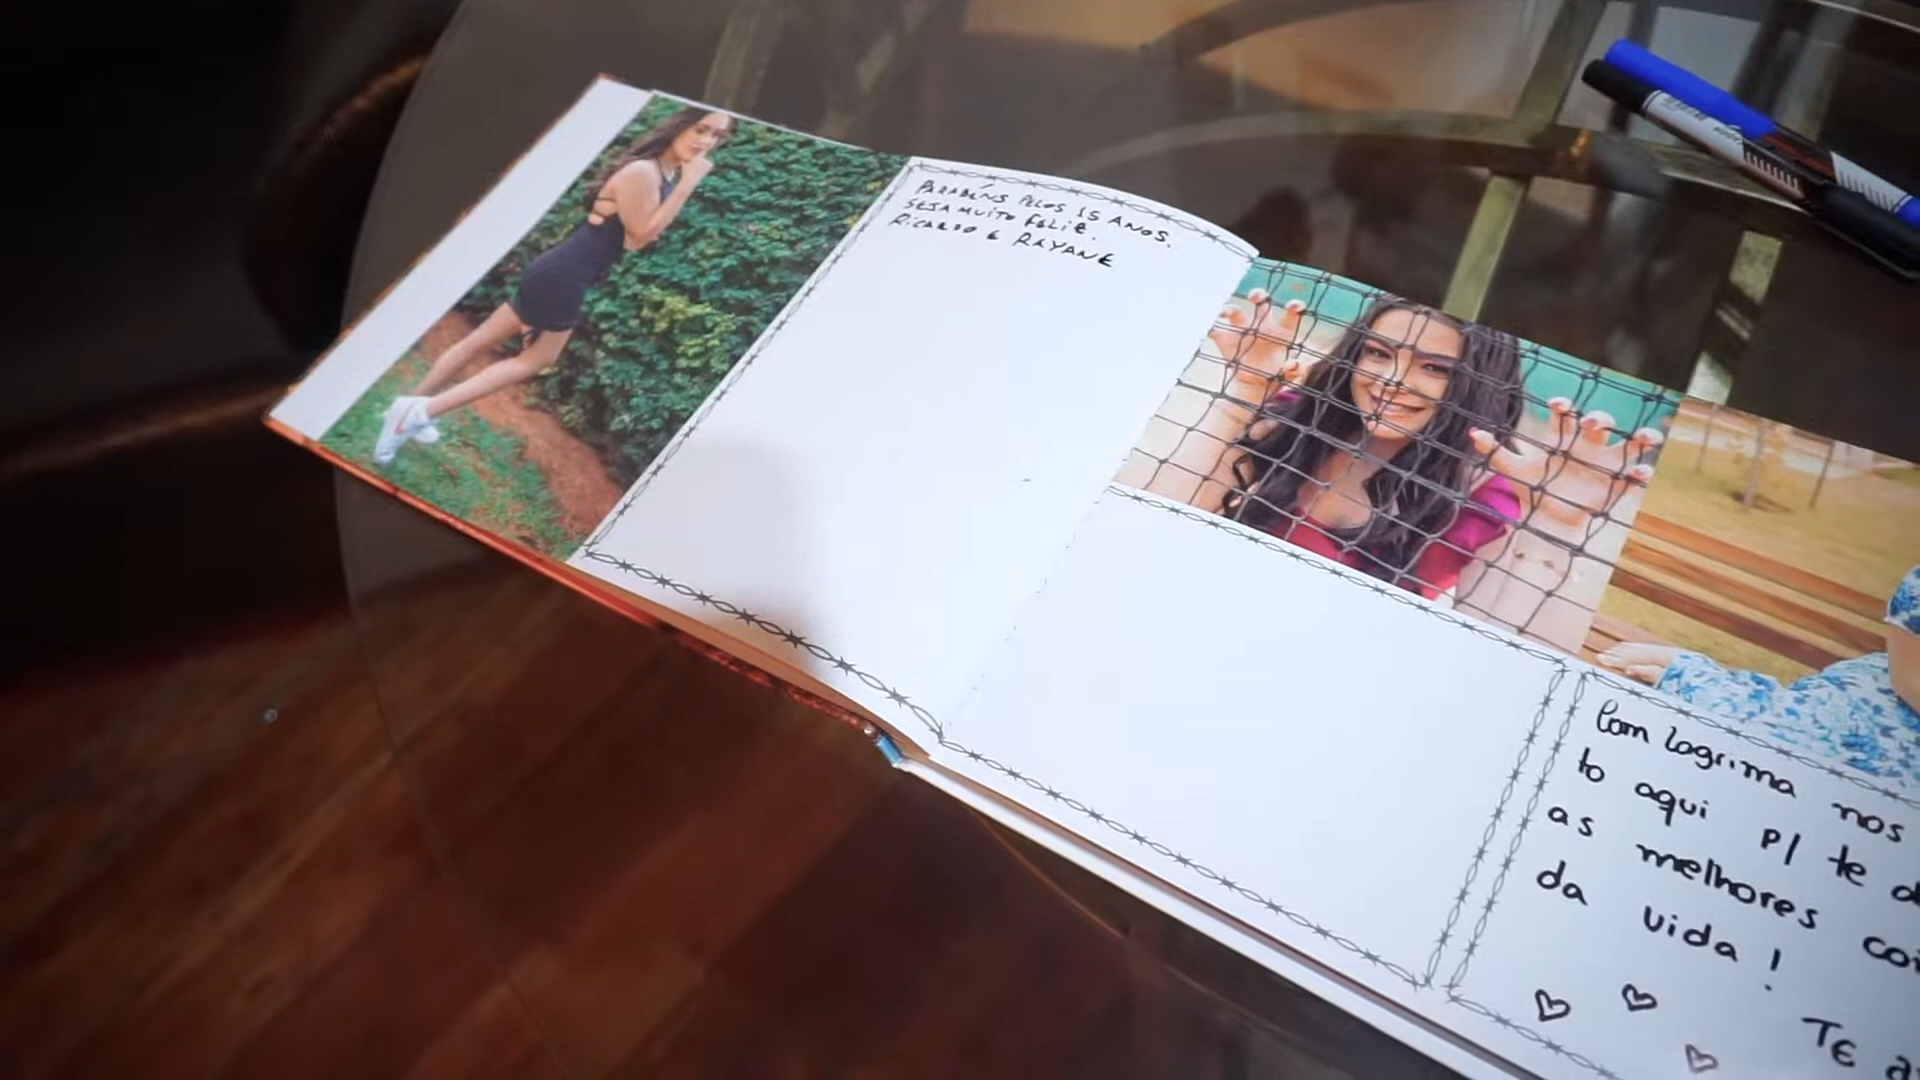 PARABÉNS PELOS 15 ANOS.
SEJA MUITO FELIZ.
RICARDO E RAYANE
Com lagrima nos
to aqui p/ te
as melhores
da vida !
TE